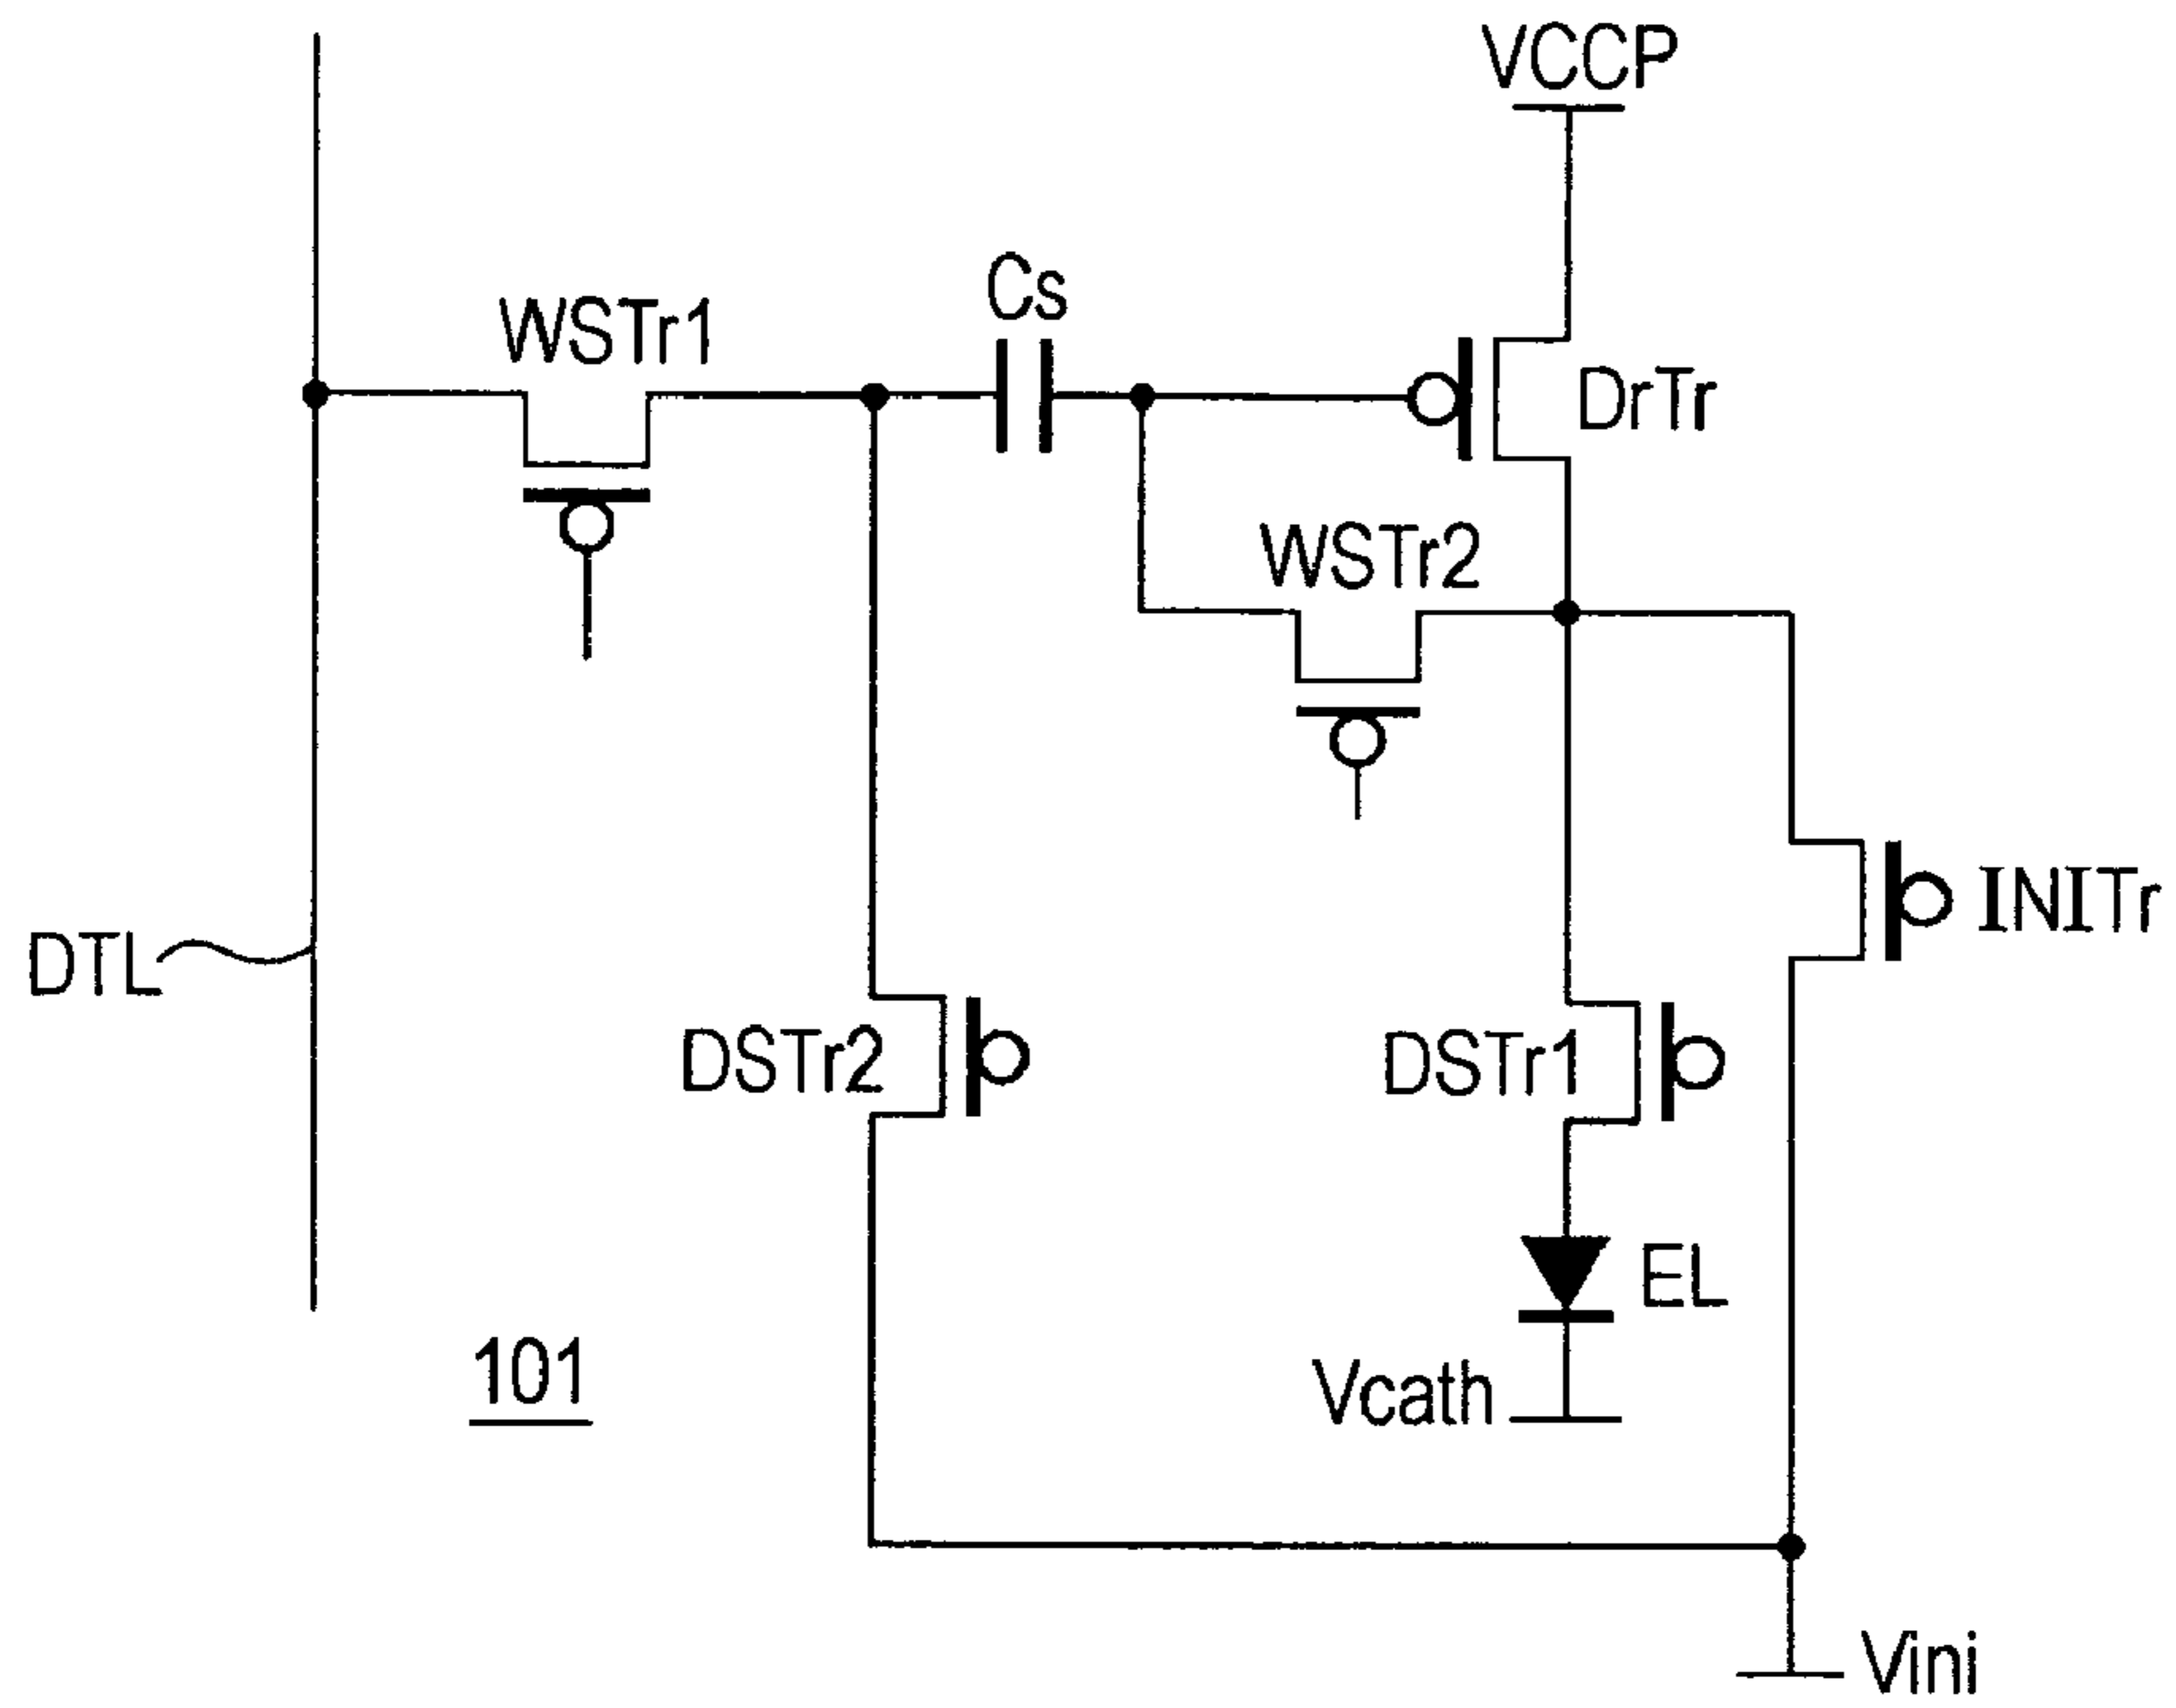 VCCP
Cs
WSTr1
DrTr
WSTr2
INITr
DTL
DSTr2
DSTr1
EL
101
Vcath
Vini